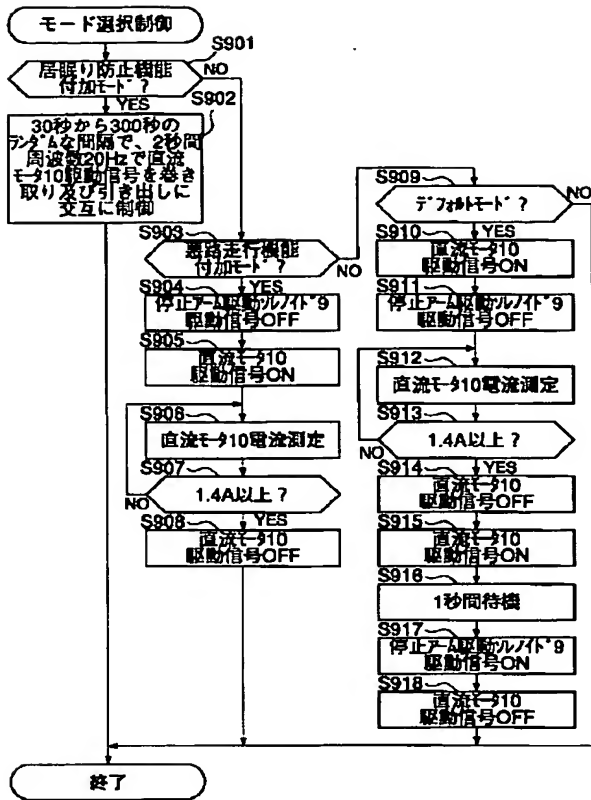 モード選択制御
S901
居眠り防止機能
付加モード?
NO
YES
S902
30秒から300秒の
ランダムな間隔で、2秒間
周波数20Hzで直流
モータ10駆動信号を巻き
取り及び引き出しに
交互に制御
S903
悪路走行機能
付加モード?
NO
YES
S904
停止アーム駆動ソレノイド9
駆動信号OFF
S905
直流モータ10
駆動信号ON
S906
直流モータ10電流測定
S907
1.4A以上?
NO
YES
S908
直流モータ10
駆動信号OFF
S909
デフォルトモード?
NO
YES
S910
直流モータ10
駆動信号ON
S911
停止アーム駆動ソレノイド9
駆動信号OFF
S912
直流モータ10電流測定
S913
1.4A以上?
NO
YES
S914
直流モータ10
駆動信号OFF
S915
直流モータ10
駆動信号ON
S916
1秒間待機
S917
停止アーム駆動ソレノイド9
駆動信号ON
S918
直流モータ10
駆動信号OFF
終了